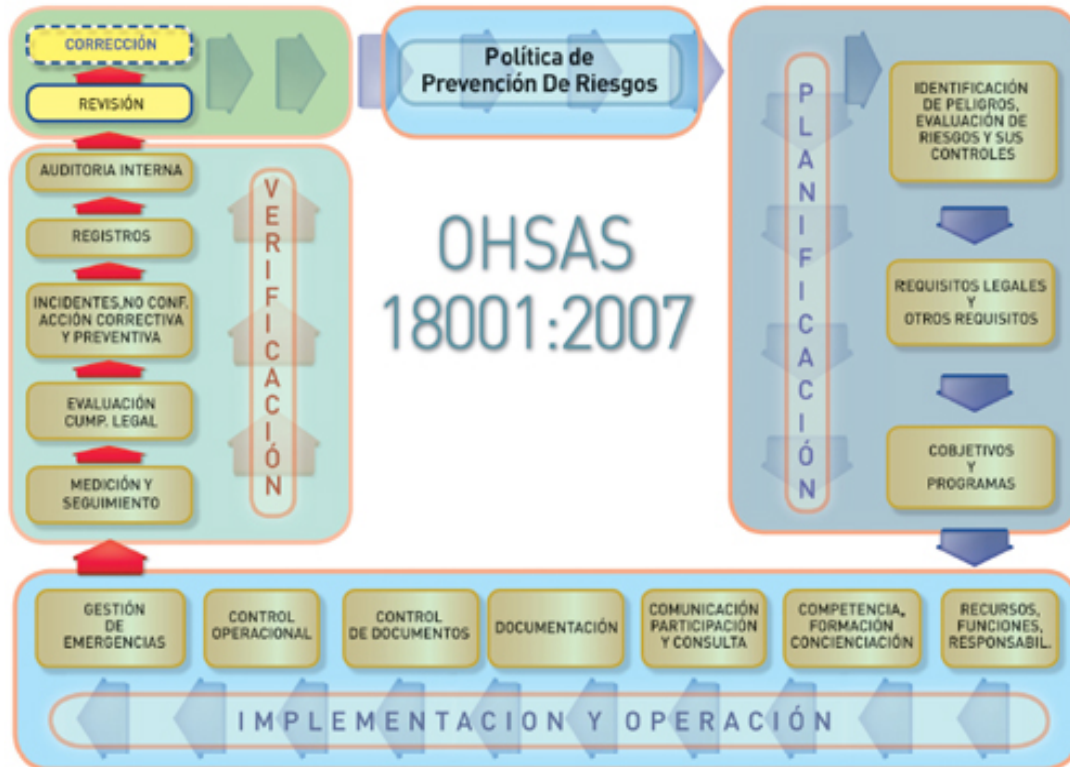 CORRECCIÓN
REVISIÓN
Política de
Prevención De Riesgos
PLANIFICACIÓN
IDENTIFICACIÓN
DE PELIGROS,
EVALUACIÓN DE
RIESGOS Y SUS
CONTROLES
REQUISITOS LEGALES
Y
OTROS REQUISITOS
COBJETIVOS
Y
PROGRAMAS
OHSAS
18001:2007
AUDITORIA INTERNA
REGISTROS
INCIDENTES,NO CONF.
ACCIÓN CORRECTIVA
Y PREVENTIVA
EVALUACIÓN
CUMP. LEGAL
MEDICIÓN Y
SEGUIMIENTO
VERIFICACIÓN
GESTIÓN
DE
EMERGENCIAS
CONTROL
OPERACIONAL
CONTROL
DE DOCUMENTOS
DOCUMENTACIÓN
COMUNICACIÓN
PARTICIPACIÓN
Y CONSULTA
COMPETENCIA,
FORMACIÓN
CONCIENCIACIÓN
RECURSOS,
FUNCIONES,
RESPONSABIL.
IMPLEMENTACION Y OPERACIÓN